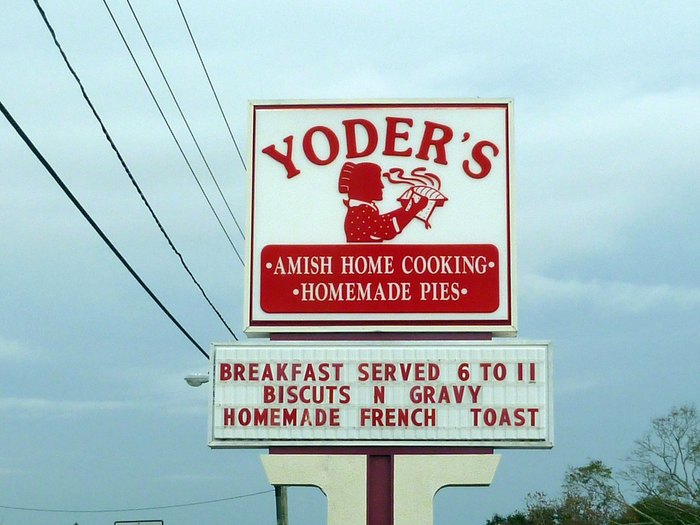 YODER'S
•AMISH HOME COOKING•
•HOMEMADE PIES•
BREAKFAST SERVED 6 TO 11
BISCUTS N GRAVY
HOMEMADE FRENCH TOAST